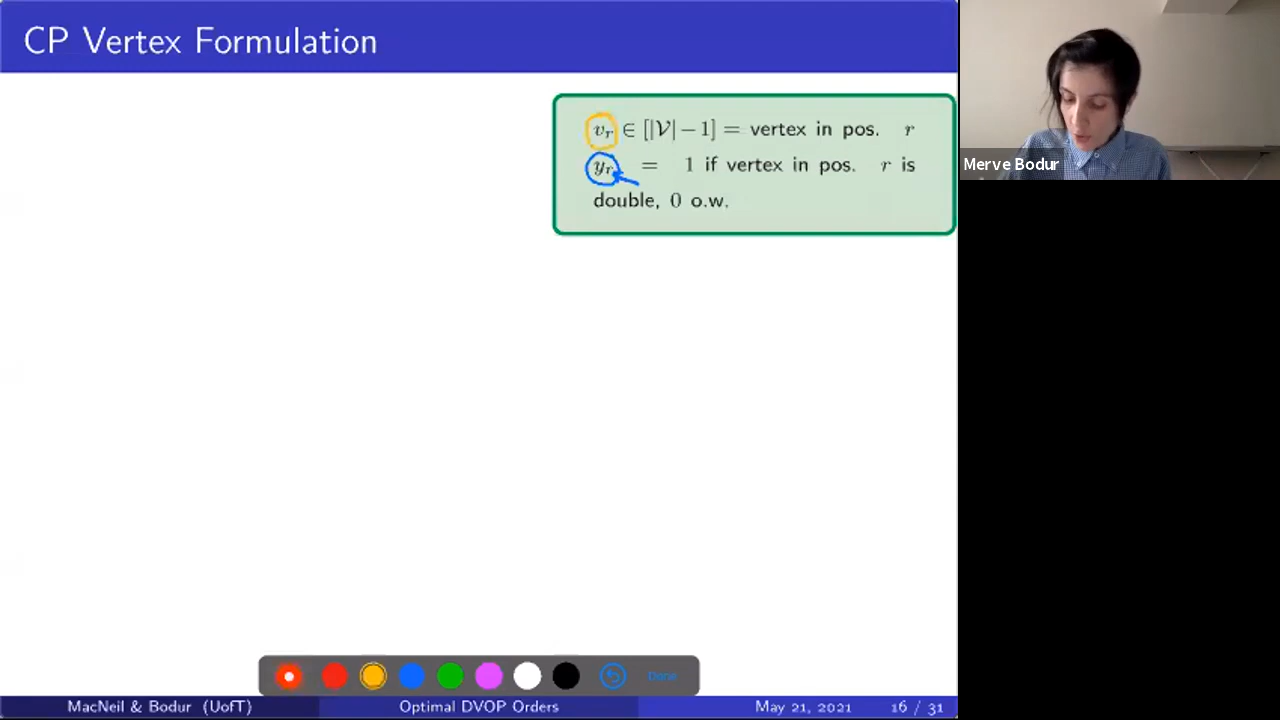 CP Vertex Formulation
v_r ∈ [|𝒱| − 1] = vertex in pos. r
y_r = 1 if vertex in pos. r is
double, 0 o.w.
Merve Bodur
Done
MacNeil & Bodur (UofT) Optimal DVOP Orders May 21, 2021 16 / 31